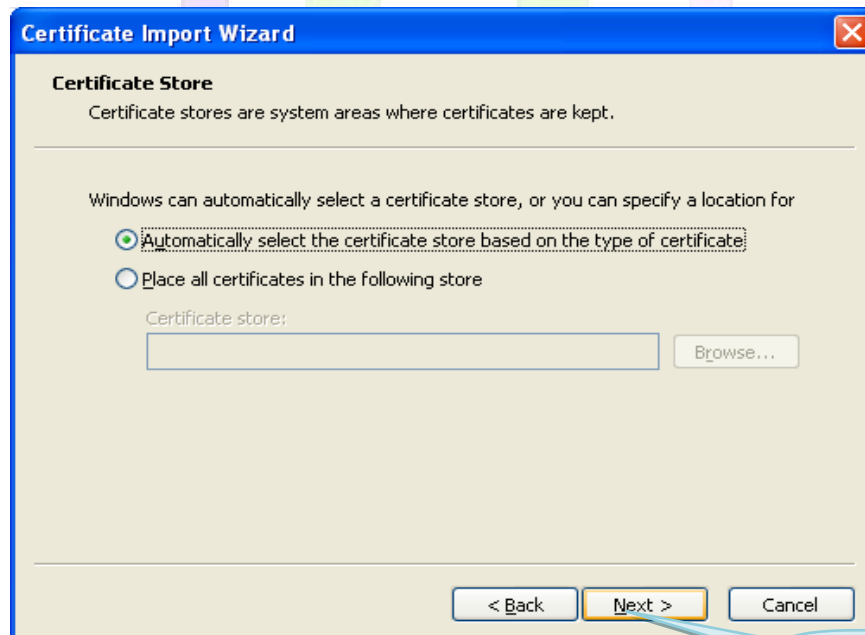 Certificate Import Wizard
Certificate Store
Certificate stores are system areas where certificates are kept.
Windows can automatically select a certificate store, or you can specify a location for
Automatically select the certificate store based on the type of certificate
Place all certificates in the following store
Certificate store:
Browse...
< Back Next > Cancel